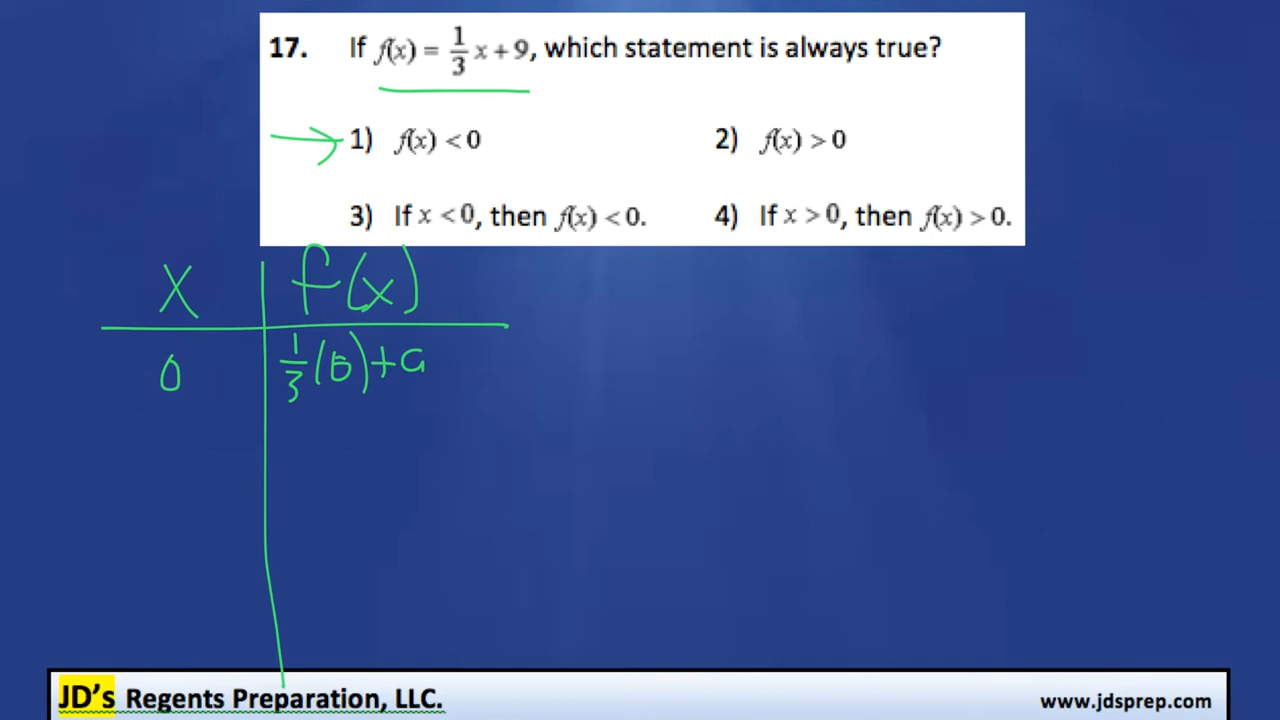 17. If f(x) = 1/3 x + 9, which statement is always true?
1) f(x) < 0 2) f(x) > 0
3) If x < 0, then f(x) < 0. 4) If x > 0, then f(x) > 0.
x f(x)
0 1/3(0)+9
JD's Regents Preparation, LLC. www.jdsprep.com